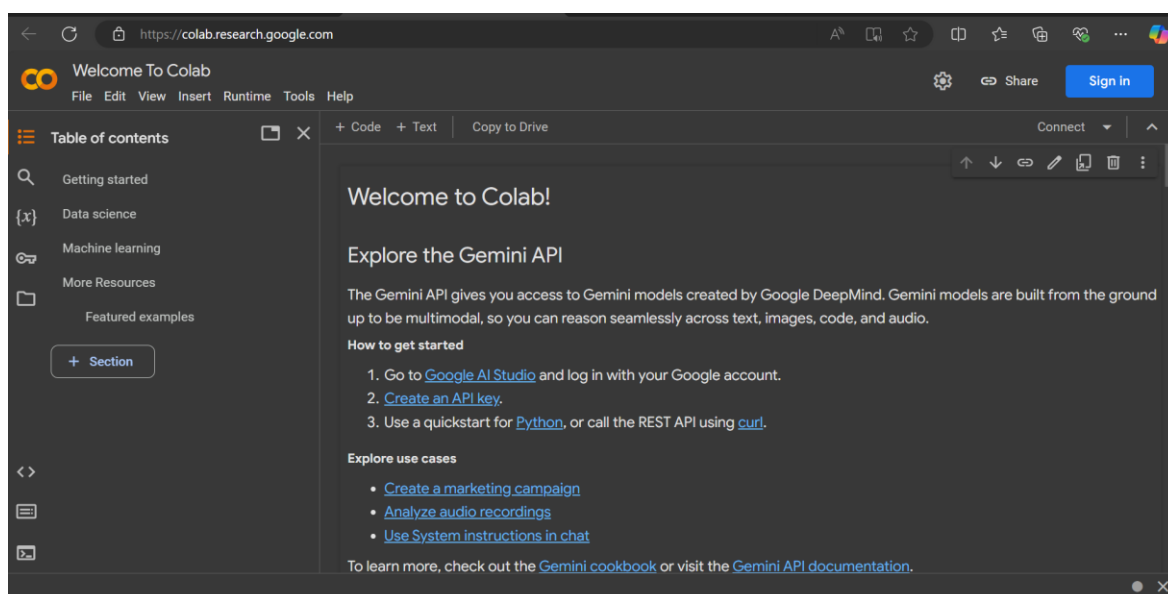 https://colab.research.google.com
Welcome To Colab
File Edit View Insert Runtime Tools Help
Share
Sign in
Table of contents
+ Code + Text Copy to Drive
Connect
Getting started
Data science
Machine learning
More Resources
Featured examples
+ Section
Welcome to Colab!
Explore the Gemini API
The Gemini API gives you access to Gemini models created by Google DeepMind. Gemini models are built from the ground
up to be multimodal, so you can reason seamlessly across text, images, code, and audio.
How to get started
1. Go to Google AI Studio and log in with your Google account.
2. Create an API key.
3. Use a quickstart for Python, or call the REST API using curl.
Explore use cases
• Create a marketing campaign
• Analyze audio recordings
• Use System instructions in chat
To learn more, check out the Gemini cookbook or visit the Gemini API documentation.